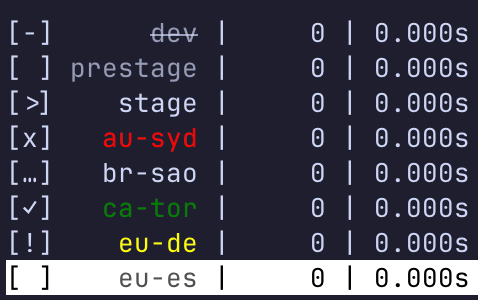 [-]      dev |     0 | 0.000s
[ ] prestage |     0 | 0.000s
[>]    stage |     0 | 0.000s
[x]   au-syd |     0 | 0.000s
[…]   br-sao |     0 | 0.000s
[✓]   ca-tor |     0 | 0.000s
[!]    eu-de |     0 | 0.000s
[ ]    eu-es |     0 | 0.000s